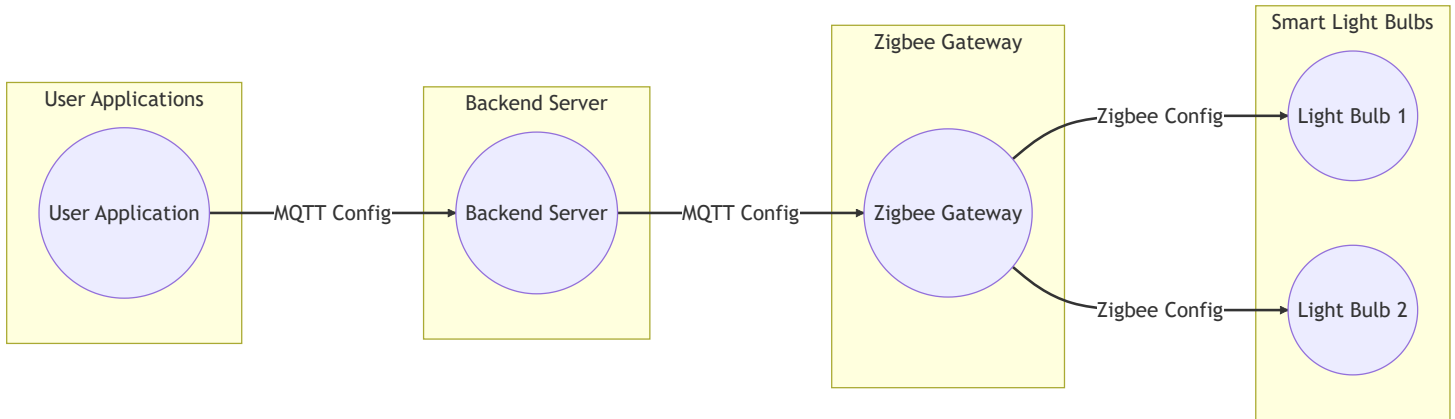 User Applications
User Application
MQTT Config
Backend Server
Backend Server
MQTT Config
Zigbee Gateway
Zigbee Gateway
Zigbee Config
Zigbee Config
Smart Light Bulbs
Light Bulb 1
Light Bulb 2